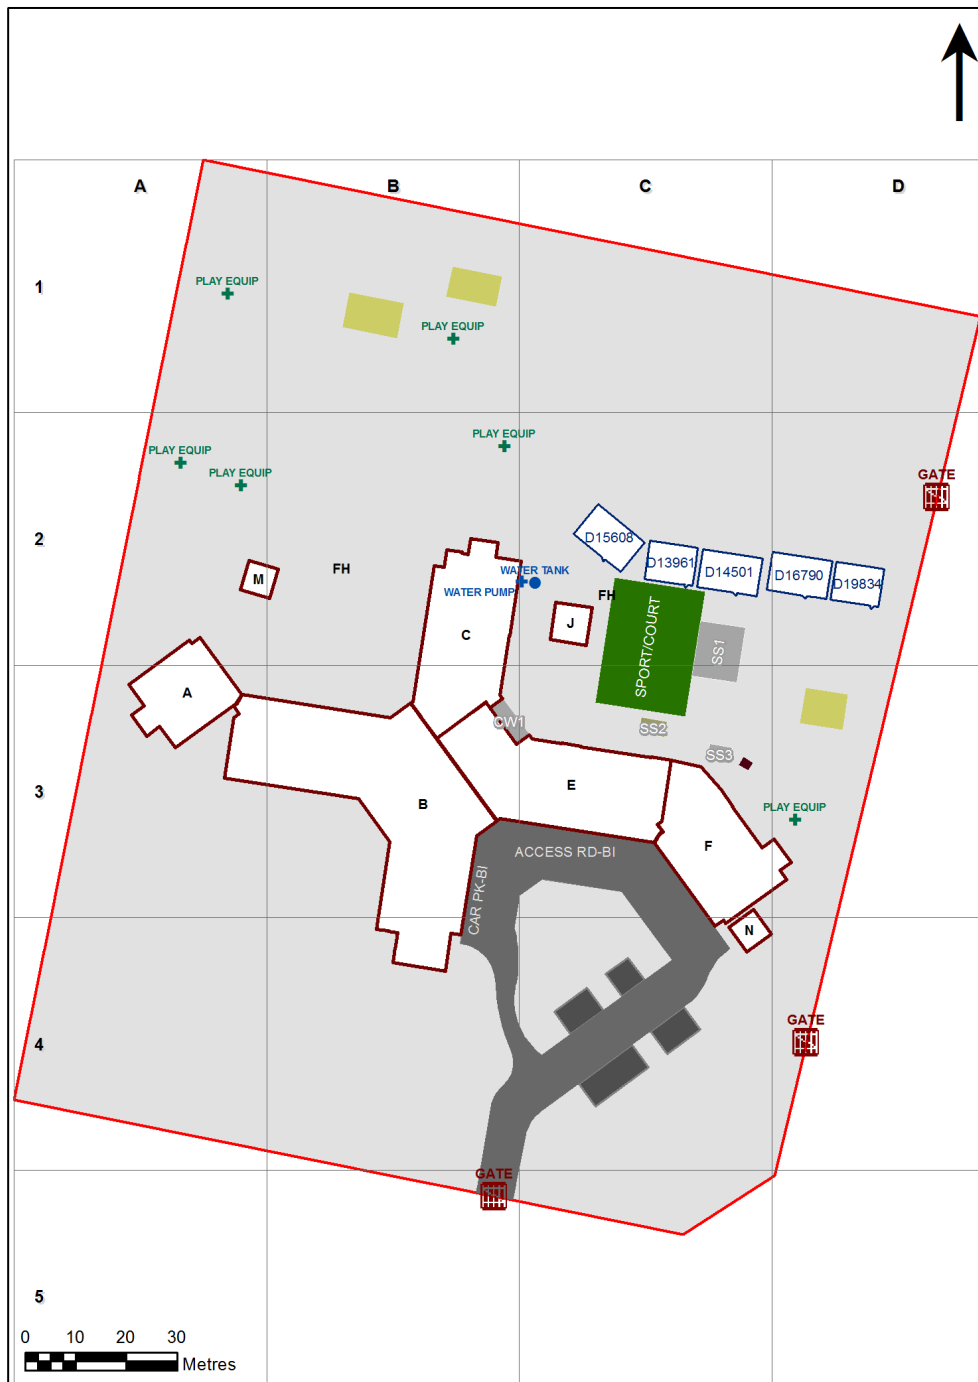 A B C D
1
PLAY EQUIP
PLAY EQUIP
PLAY EQUIP
PLAY EQUIP
PLAY EQUIP
GATE
2
D15608
D13961
D14501
D16790
D19834
M
FH
WATER TANK
WATER PUMP
FH
J
C
SPORT/COURT
SS1
A
CW1
SS2
SS3
3
E
B
PLAY EQUIP
F
ACCESS RD-BI
CAR PK-BI
N
GATE
4
GATE
5
0 10 20 30
Metres